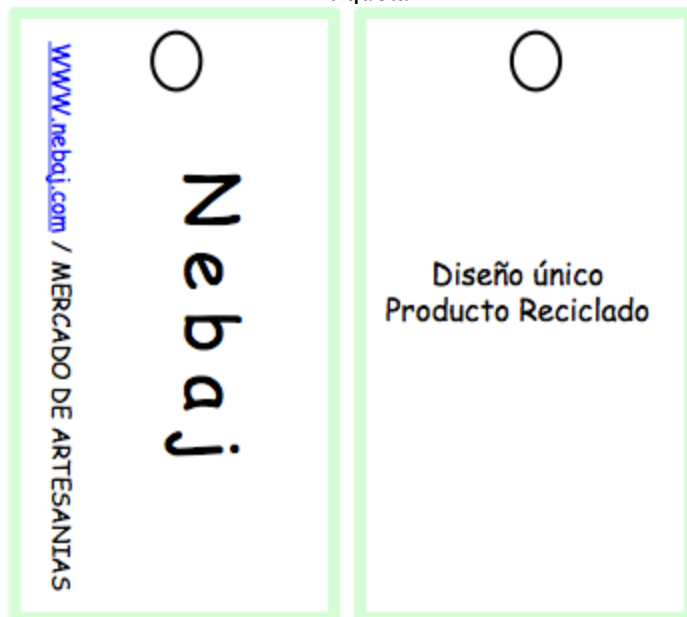 WWW.nebaj.com / MERCADO DE ARTESANIAS
Nebaj
Diseño único
Producto Reciclado